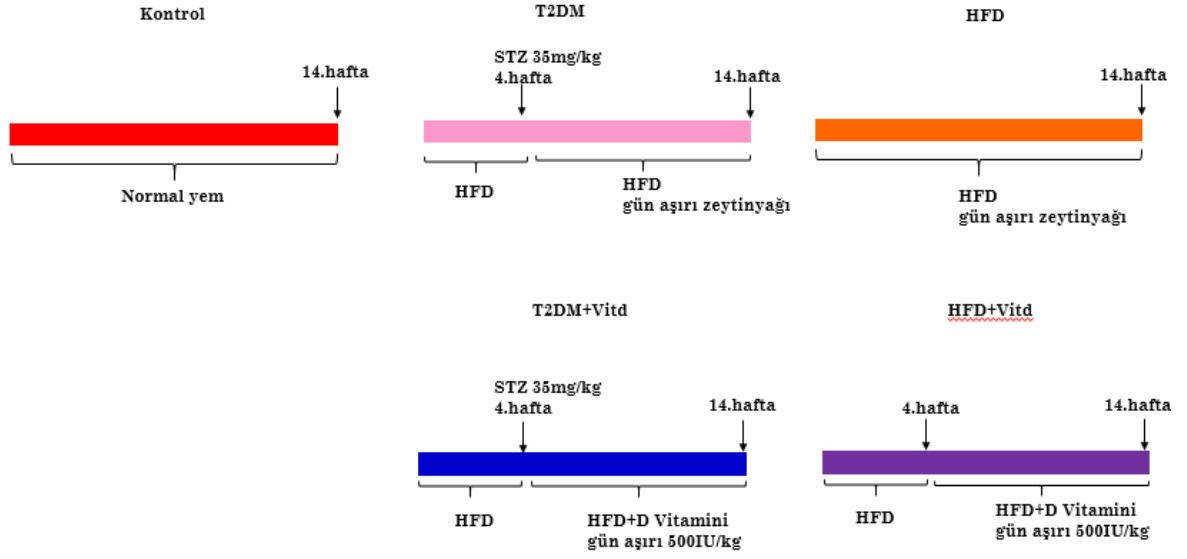 Kontrol
14.hafta
Normal yem
T2DM
STZ 35mg/kg
4.hafta
14.hafta
HFD
HFD
gün aşırı zeytinyağı
HFD
14.hafta
HFD
gün aşırı zeytinyağı
T2DM+Vitd
STZ 35mg/kg
4.hafta
14.hafta
HFD
HFD+D Vitamini
gün aşırı 500IU/kg
HFD+Vitd
4.hafta
14.hafta
HFD
HFD+D Vitamini
gün aşırı 500IU/kg